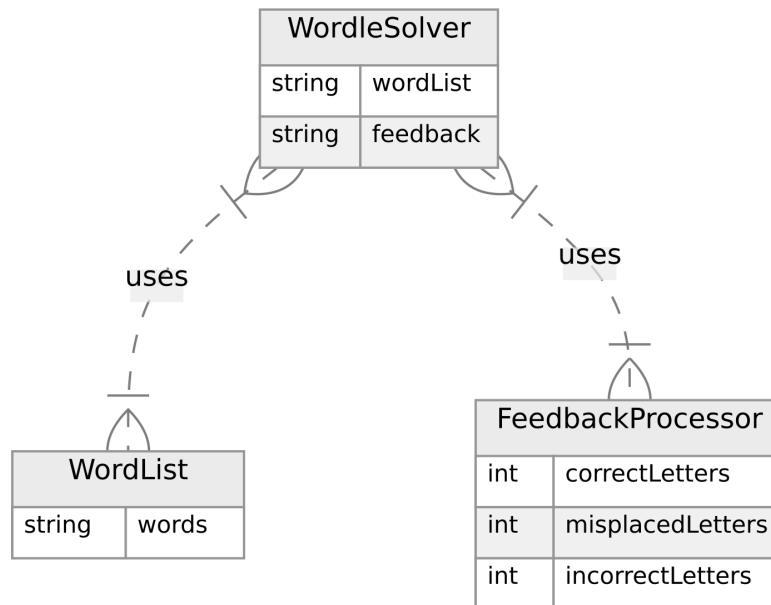 WordleSolver
string wordList
string feedback
uses
uses
FeedbackProcessor
WordList
int correctLetters
string words
int misplacedLetters
int incorrectLetters